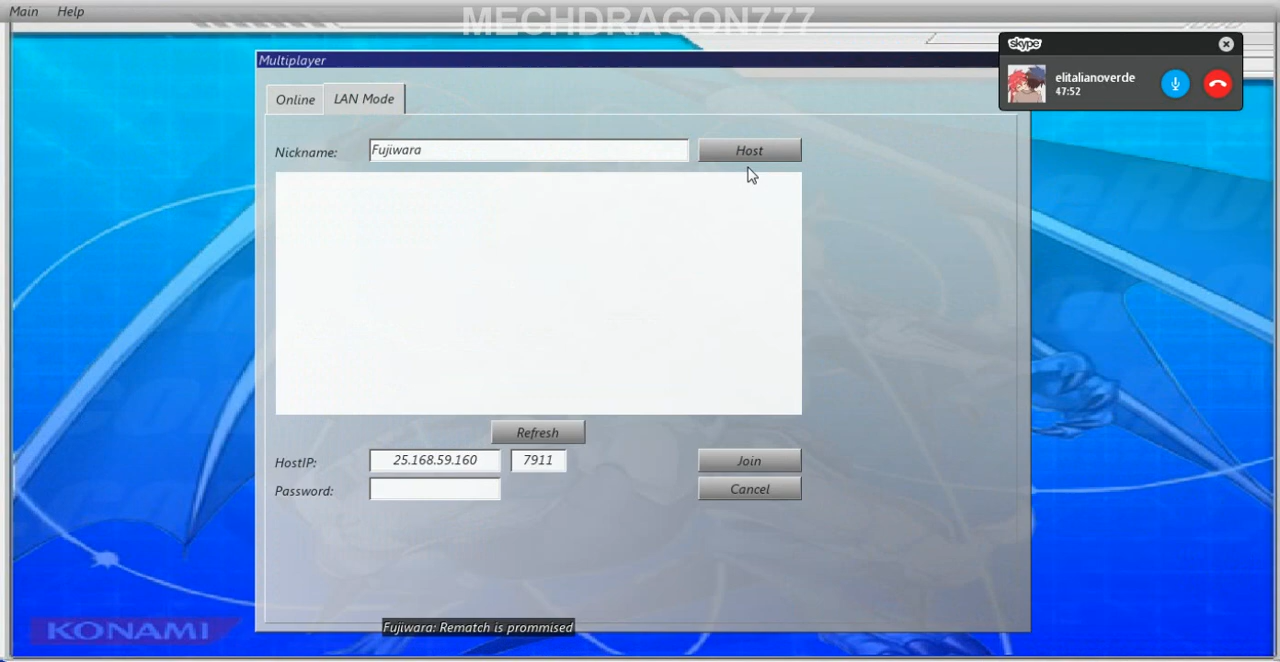 Main Help
MECHDRAGON777
skype
Multiplayer
elitalianoverde
47:52
Online LAN Mode
Nickname: Fujiwara Host
Refresh
HostIP: 25.168.59.160 7911 Join
Password: Cancel
KONAMI
Fujiwara: Rematch is prommised